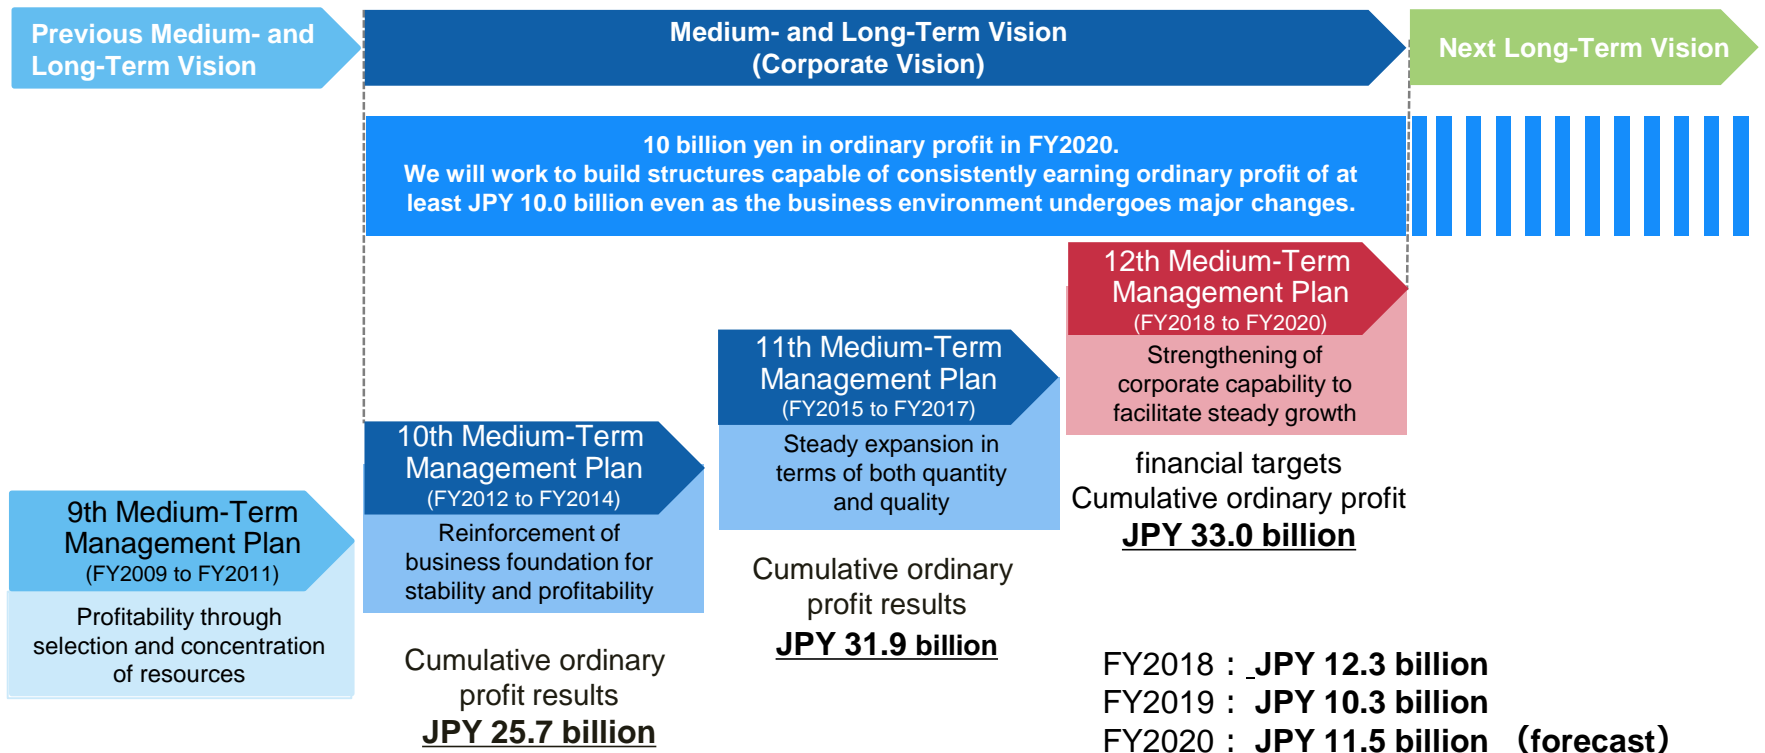 Previous Medium- and
Long-Term Vision
Medium- and Long-Term Vision
(Corporate Vision)
Next Long-Term Vision
10 billion yen in ordinary profit in FY2020.
We will work to build structures capable of consistently earning ordinary profit of at
least JPY 10.0 billion even as the business environment undergoes major changes.
9th Medium-Term
Management Plan
(FY2009 to FY2011)
Profitability through
selection and concentration
of resources
10th Medium-Term
Management Plan
(FY2012 to FY2014)
Reinforcement of
business foundation for
stability and profitability
Cumulative ordinary
profit results
JPY 25.7 billion
11th Medium-Term
Management Plan
(FY2015 to FY2017)
Steady expansion in
terms of both quantity
and quality
Cumulative ordinary
profit results
JPY 31.9 billion
12th Medium-Term
Management Plan
(FY2018 to FY2020)
Strengthening of
corporate capability to
facilitate steady growth
financial targets
Cumulative ordinary profit
JPY 33.0 billion
FY2018： JPY 12.3 billion
FY2019： JPY 10.3 billion
FY2020： JPY 11.5 billion （forecast）